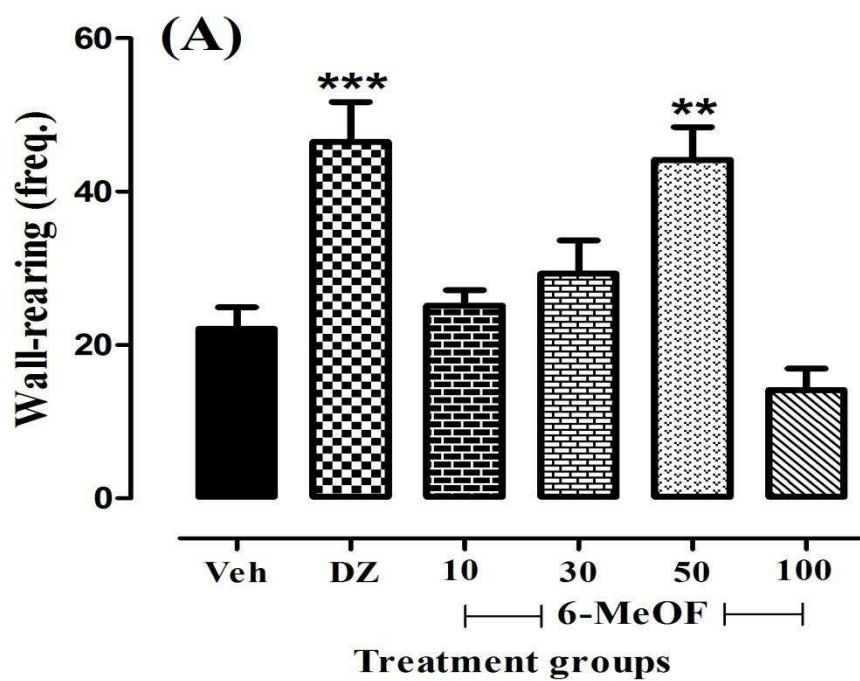 (A)
Wall-rearing (freq.)
60
40
20
0
***
**
Veh DZ 10 30 50 100
6-MeOF
Treatment groups